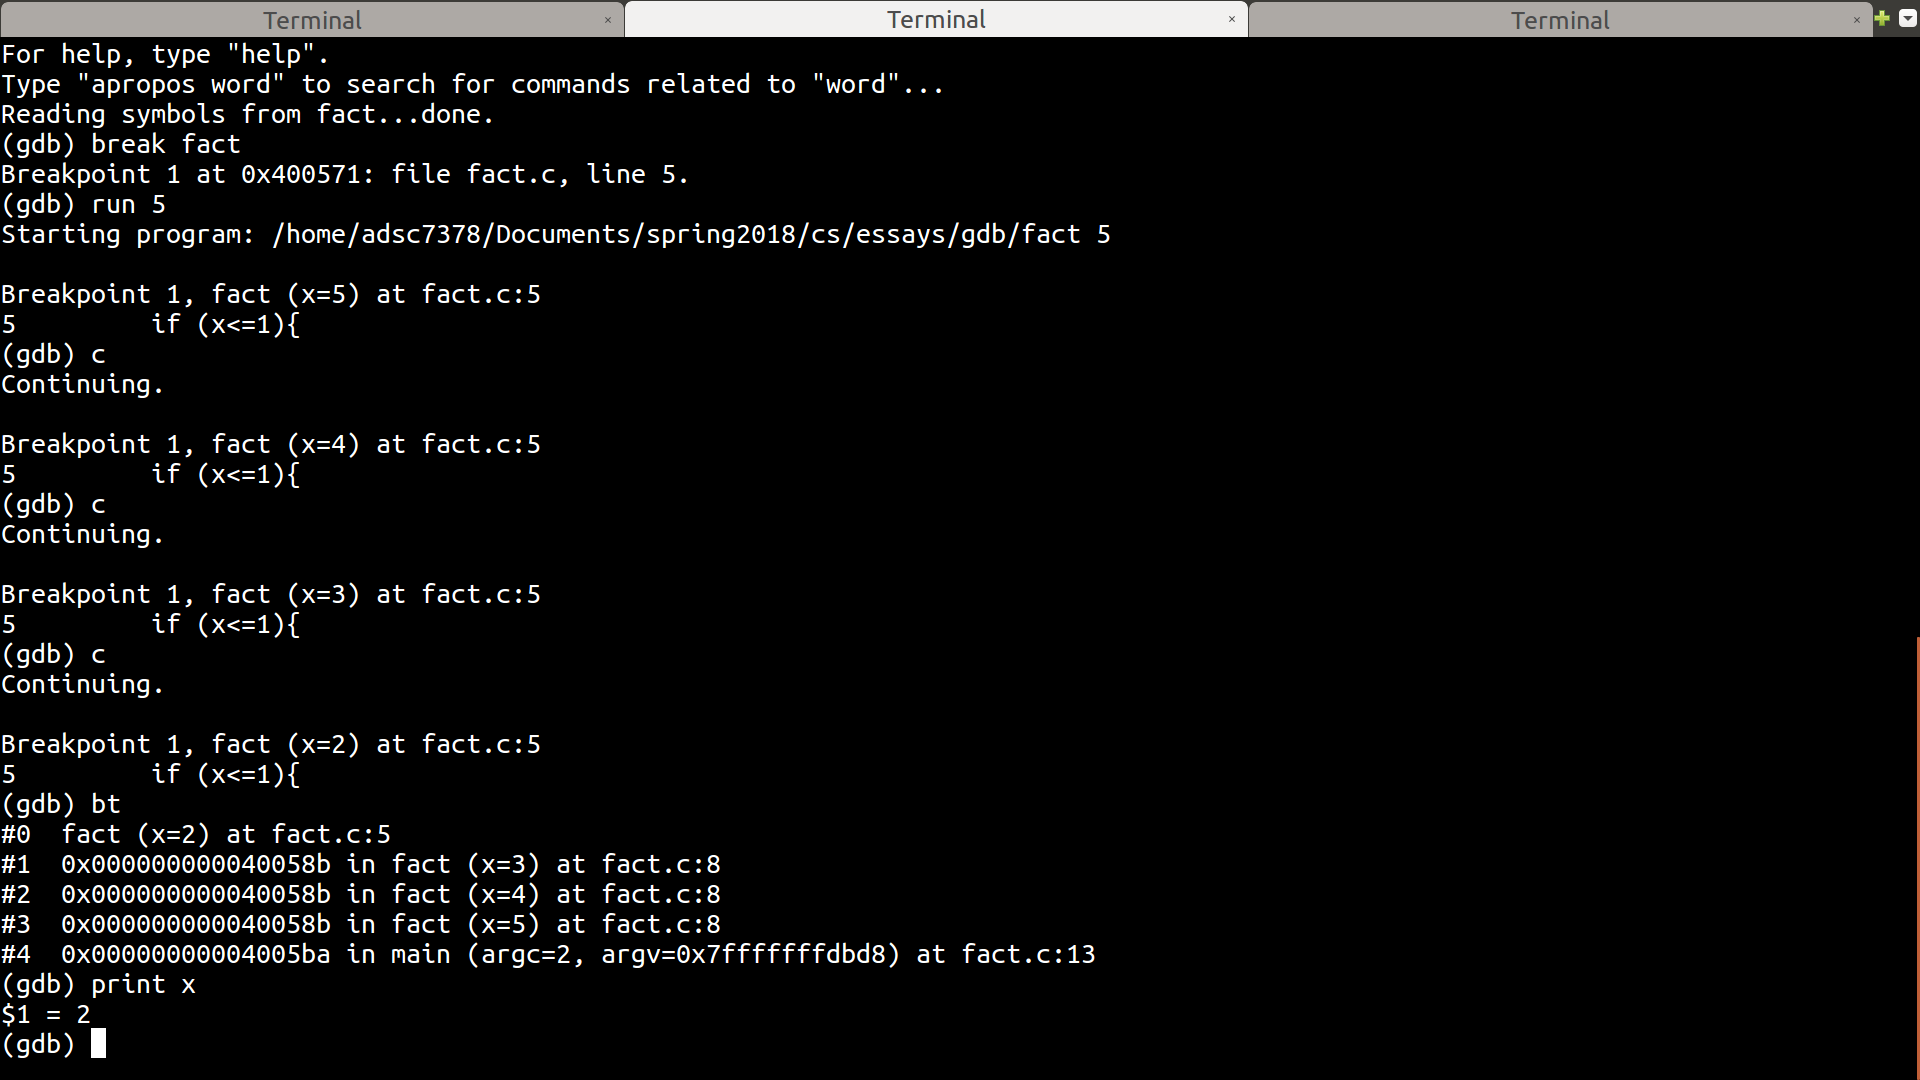 Terminal × Terminal × Terminal ×
For help, type "help".
Type "apropos word" to search for commands related to "word"...
Reading symbols from fact...done.
(gdb) break fact
Breakpoint 1 at 0x400571: file fact.c, line 5.
(gdb) run 5
Starting program: /home/adsc7378/Documents/spring2018/cs/essays/gdb/fact 5

Breakpoint 1, fact (x=5) at fact.c:5
5         if (x<=1){
(gdb) c
Continuing.

Breakpoint 1, fact (x=4) at fact.c:5
5         if (x<=1){
(gdb) c
Continuing.

Breakpoint 1, fact (x=3) at fact.c:5
5         if (x<=1){
(gdb) c
Continuing.

Breakpoint 1, fact (x=2) at fact.c:5
5         if (x<=1){
(gdb) bt
#0  fact (x=2) at fact.c:5
#1  0x000000000040058b in fact (x=3) at fact.c:8
#2  0x000000000040058b in fact (x=4) at fact.c:8
#3  0x000000000040058b in fact (x=5) at fact.c:8
#4  0x00000000004005ba in main (argc=2, argv=0x7fffffffdbd8) at fact.c:13
(gdb) print x
$1 = 2
(gdb)